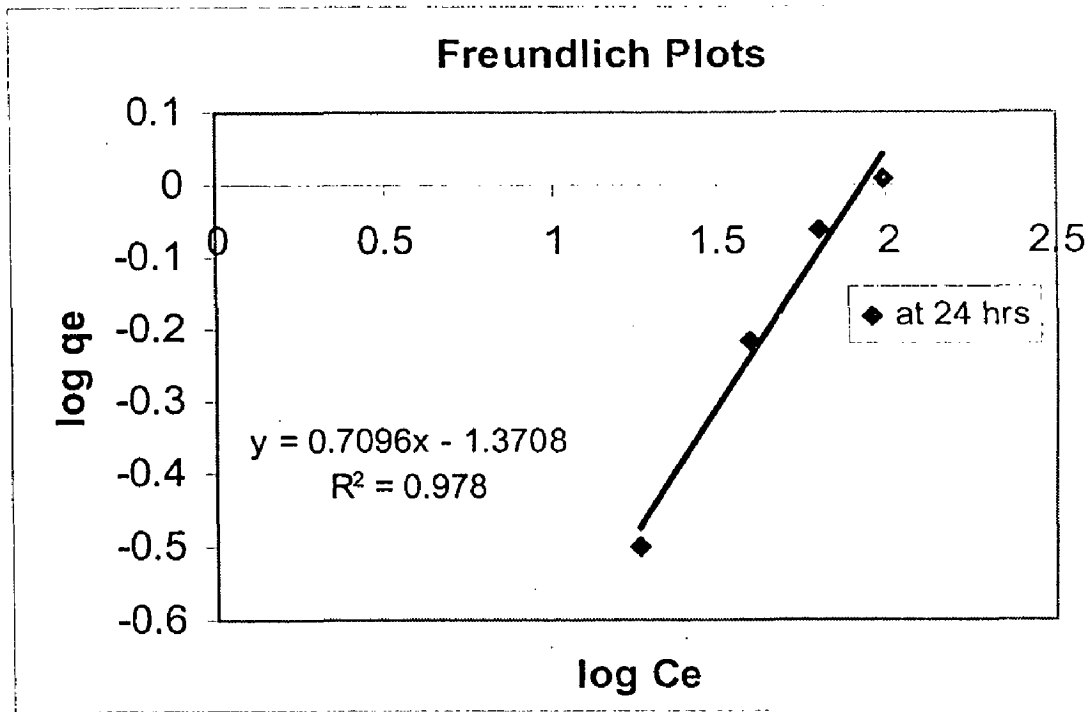 Freundlich Plots
0.1
0
0 0.5 1 1.5 2 2.5
-0.1
-0.2
-0.3
-0.4
-0.5
-0.6
log qe
at 24 hrs
y = 0.7096x - 1.3708
R² = 0.978
log Ce